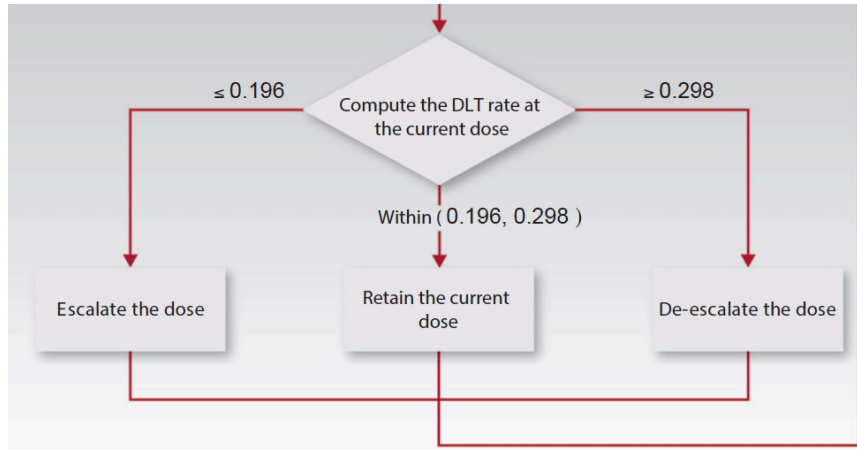 ≤ 0.196
≥ 0.298
Compute the DLT rate at
the current dose
Within ( 0.196, 0.298 )
Escalate the dose
Retain the current
dose
De-escalate the dose